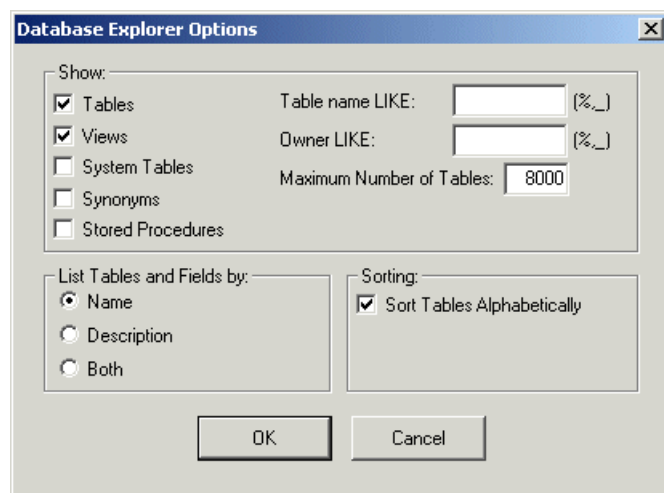 Database Explorer Options
Show:
Tables
Table name LIKE:
(%,_)
Views
Owner LIKE:
(%,_)
System Tables
Maximum Number of Tables: 8000
Synonyms
Stored Procedures
List Tables and Fields by:
Name
Description
Both
Sorting:
Sort Tables Alphabetically
OK
Cancel